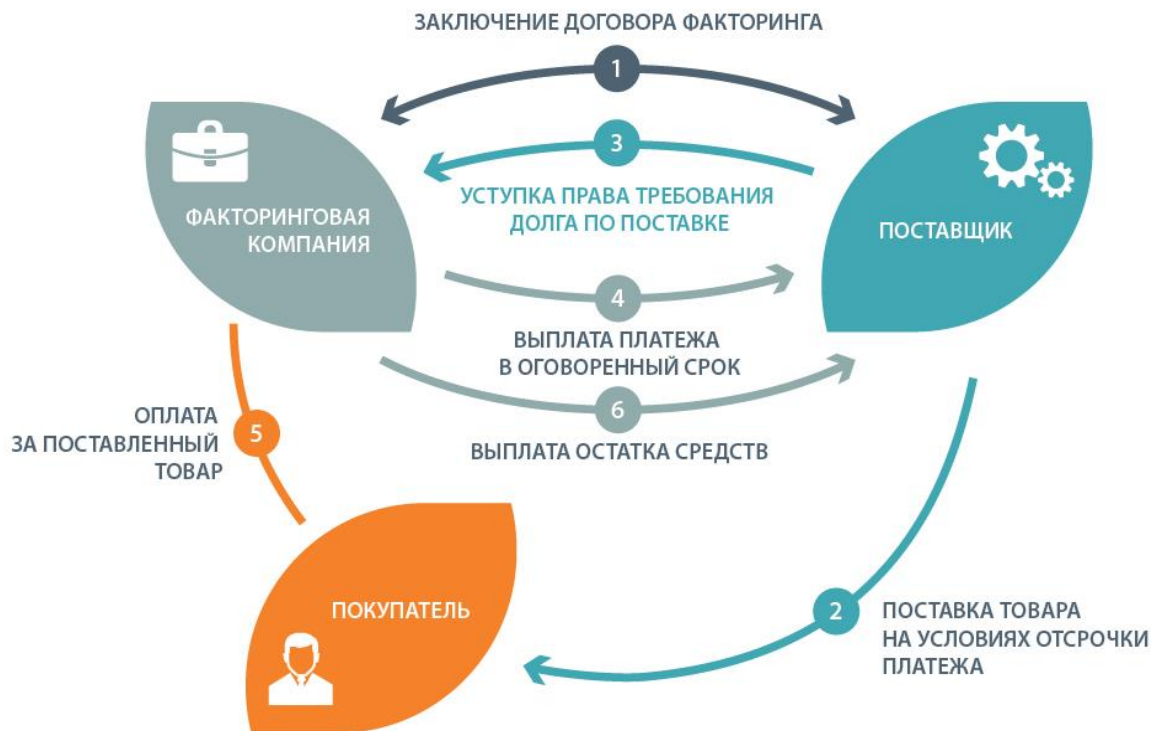 ЗАКЛЮЧЕНИЕ ДОГОВОРА ФАКТОРИНГА
1
3
УСТУПКА ПРАВА ТРЕБОВАНИЯ
ДОЛГА ПО ПОСТАВКЕ
ФАКТОРИНГОВАЯ
КОМПАНИЯ
ПОСТАВЩИК
4
ВЫПЛАТА ПЛАТЕЖА
В ОГОВОРЕННЫЙ СРОК
6
ВЫПЛАТА ОСТАТКА СРЕДСТВ
ОПЛАТА
ЗА ПОСТАВЛЕННЫЙ
ТОВАР
5
ПОКУПАТЕЛЬ
2
ПОСТАВКА ТОВАРА
НА УСЛОВИЯХ ОТСРОЧКИ
ПЛАТЕЖА